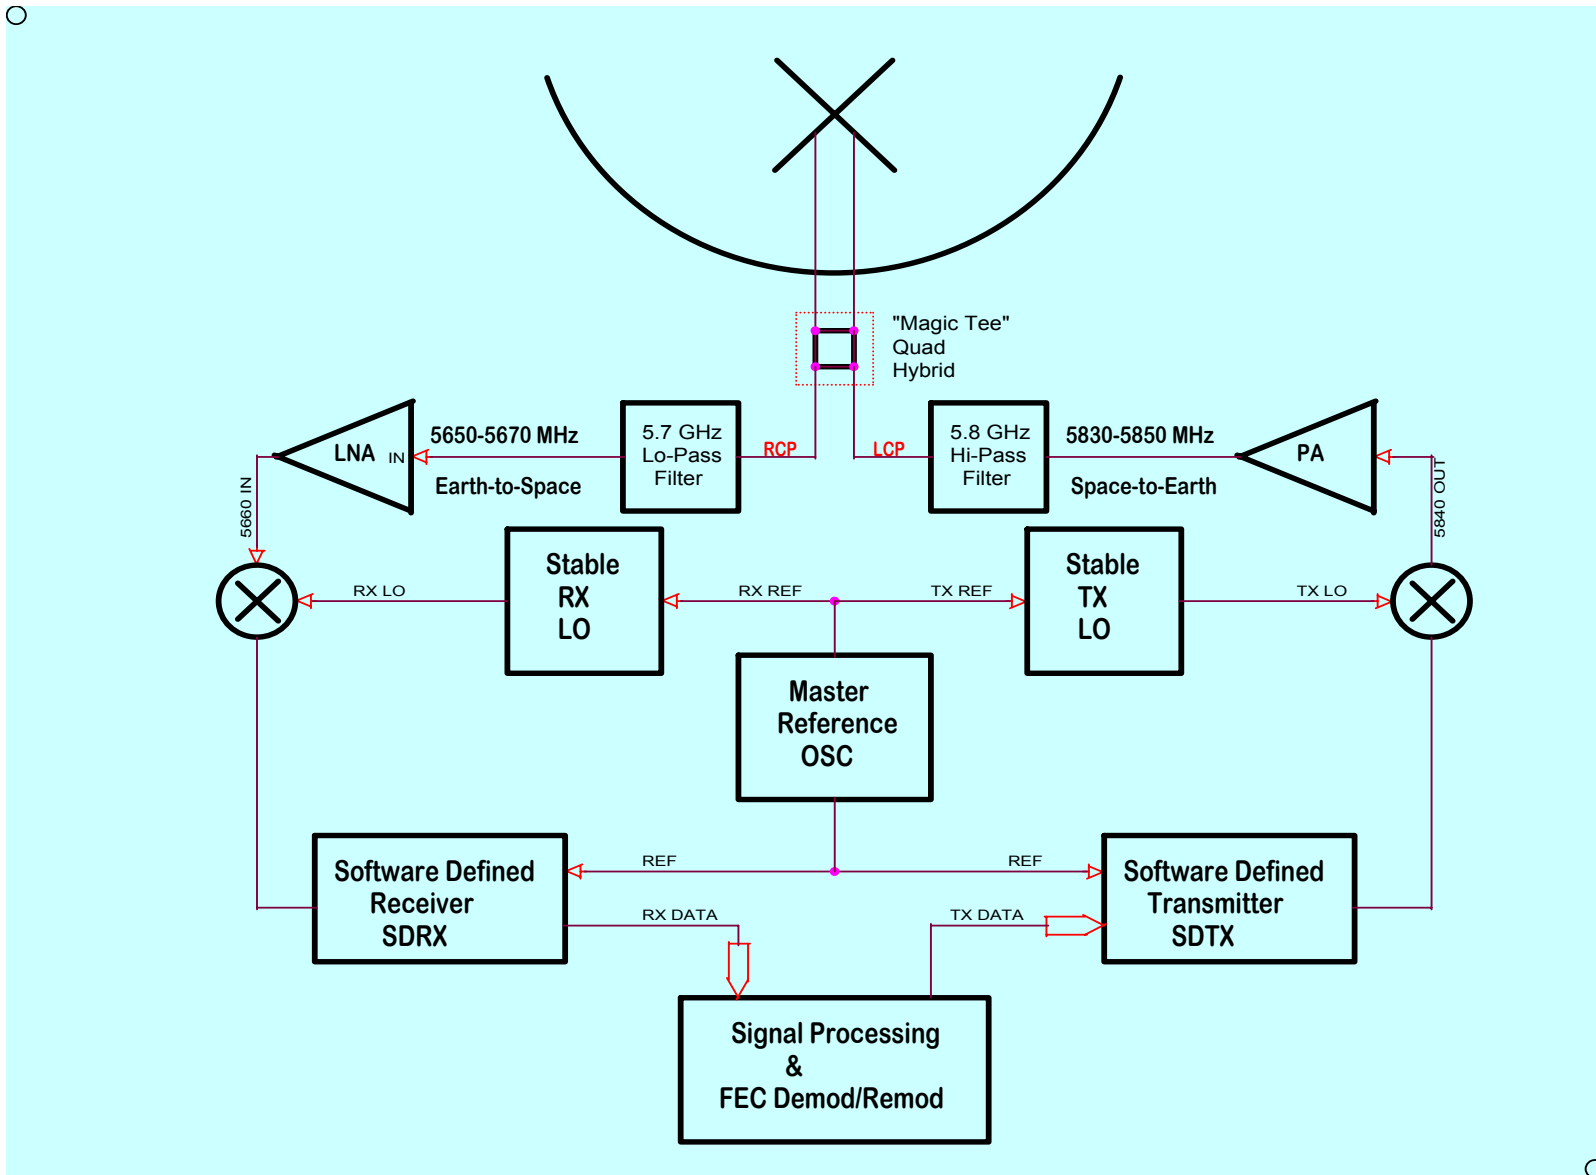 "Magic Tee"
Quad
Hybrid
LNA
IN
5650-5670 MHz
Earth-to-Space
5.7 GHz
Lo-Pass
Filter
RCP
LCP
5.8 GHz
Hi-Pass
Filter
5830-5850 MHz
Space-to-Earth
PA
5660 IN
5840 OUT
RX LO
Stable
RX
LO
RX REF
TX REF
Stable
TX
LO
TX LO
Master
Reference
OSC
Software Defined
Receiver
SDRX
REF
RX DATA
REF
TX DATA
Software Defined
Transmitter
SDTX
Signal Processing
&
FEC Demod/Remod